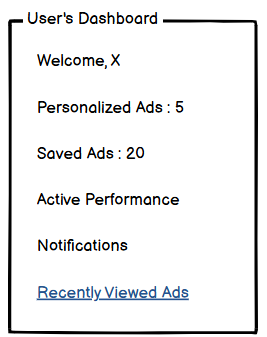 User's Dashboard
Welcome, X
Personalized Ads : 5
Saved Ads : 20
Active Performance
Notifications
Recently Viewed Ads